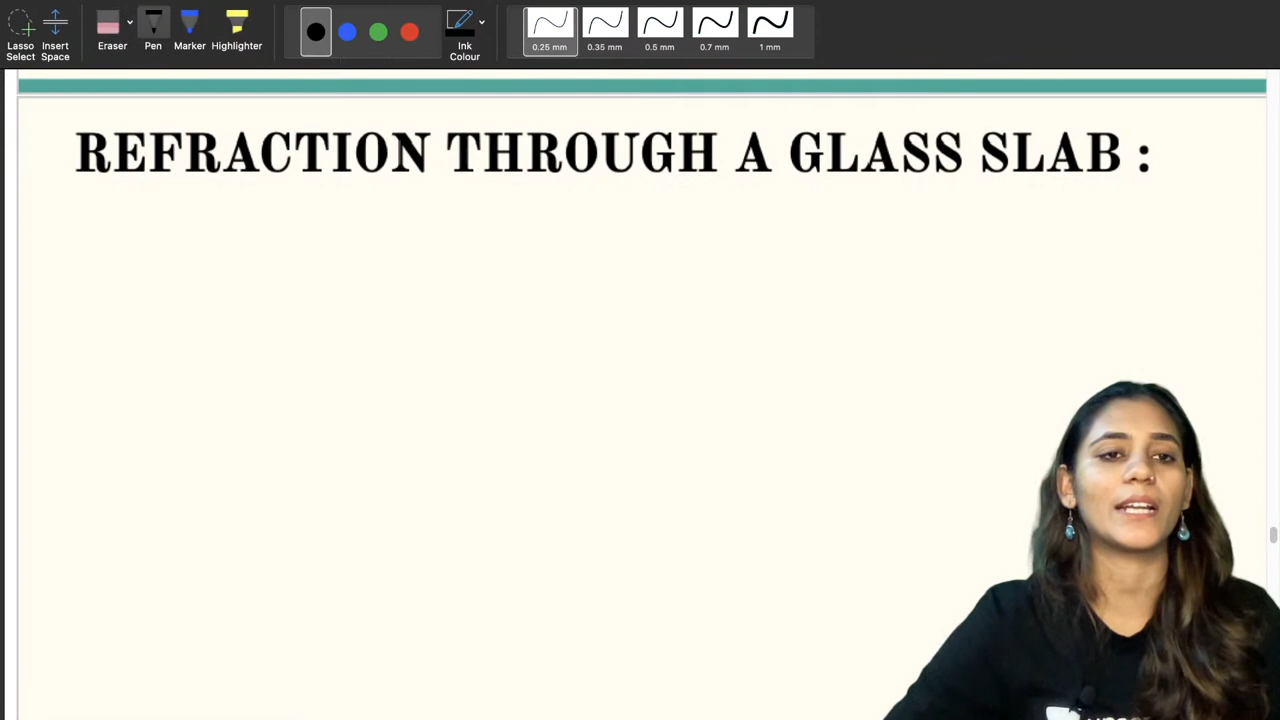 Lasso
Select
Insert
Space
Eraser
Pen
Marker
Highlighter
Ink
Colour
0.25 mm
0.35 mm
0.5 mm
0.7 mm
1 mm
REFRACTION THROUGH A GLASS SLAB :